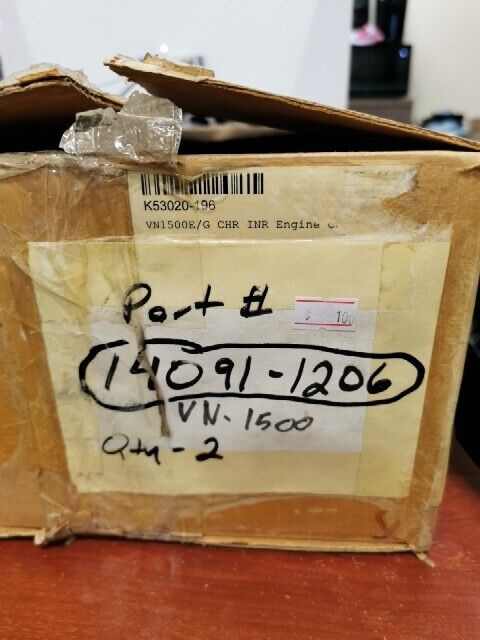 K53020-196
VN1500E/G CHR INR Engine
Part #
$ 100
14091-1206
VN-1500
Qty - 2